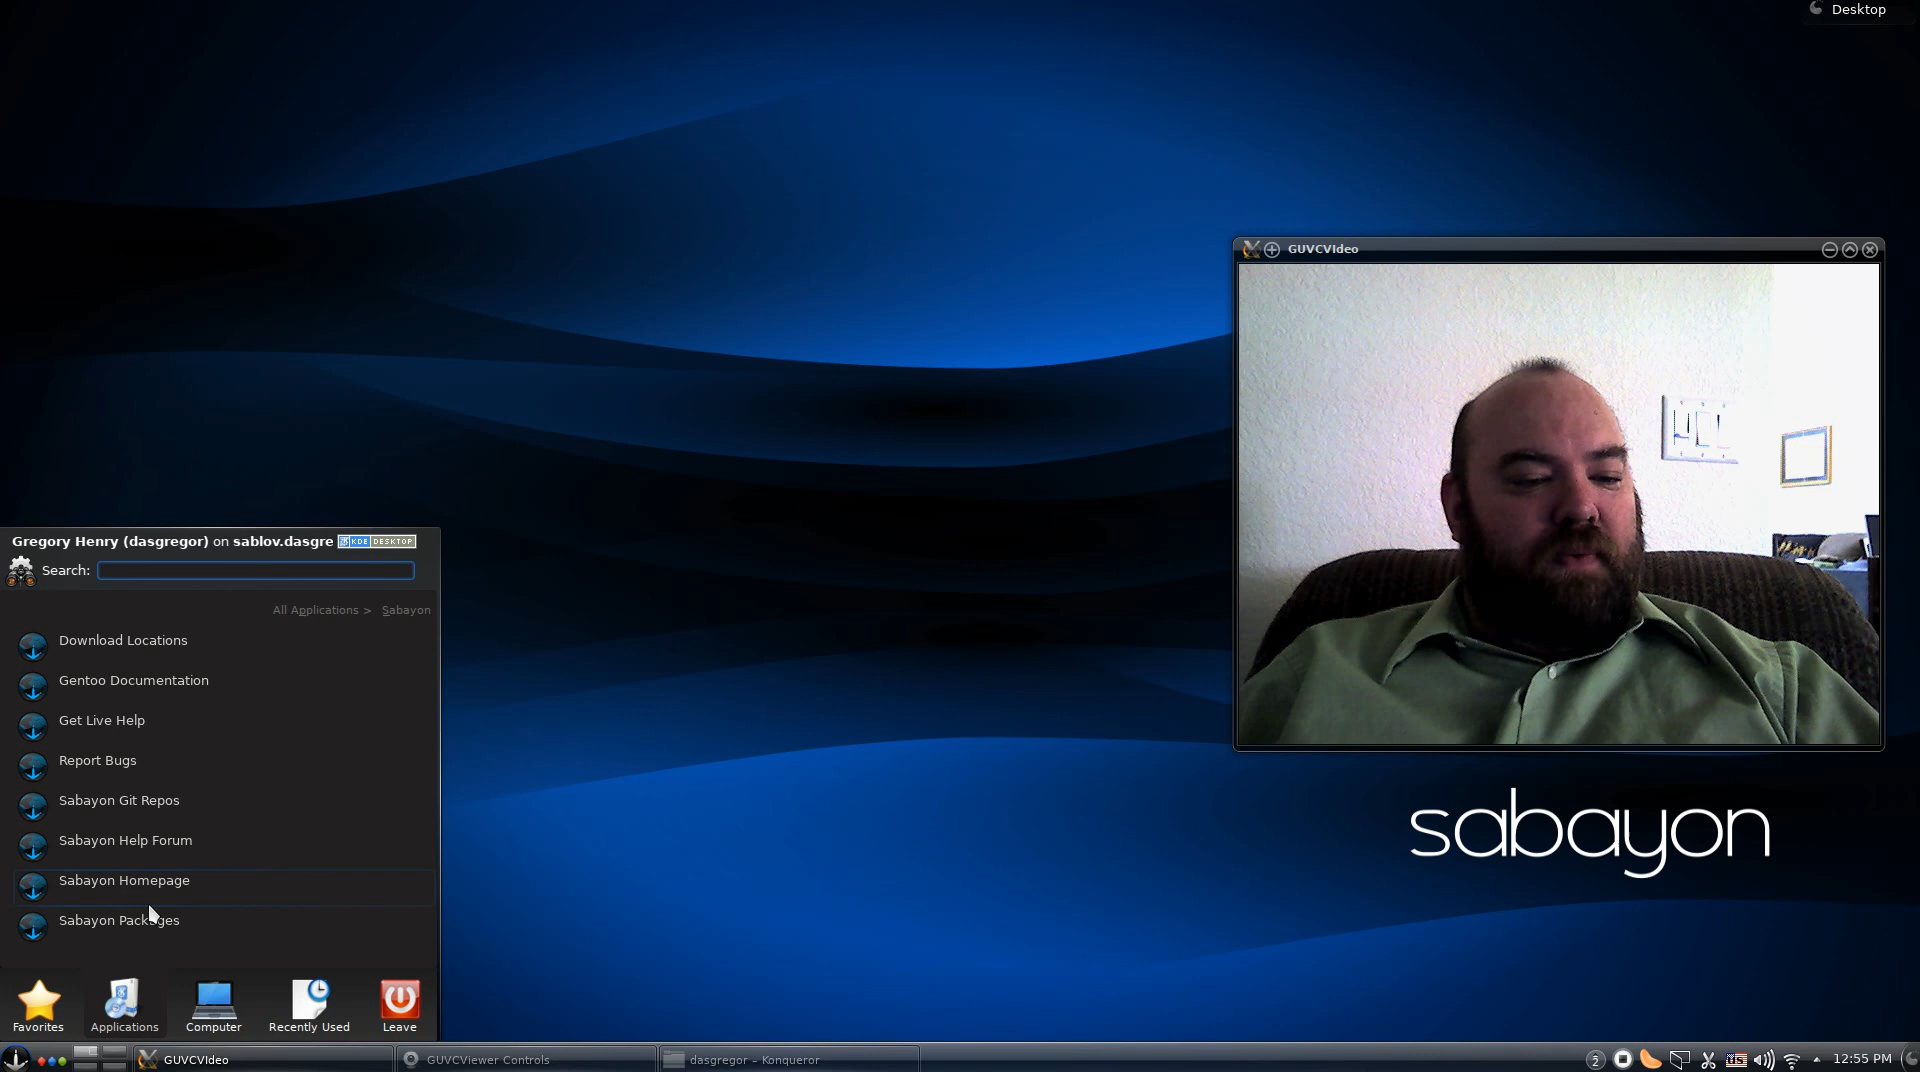 Desktop
GUVCVIdeo
Gregory Henry (dasgregor) on sablov.dasgre KDE DESKTOP
Search:
All Applications > Sabayon
Download Locations
Gentoo Documentation
Get Live Help
Report Bugs
Sabayon Git Repos
Sabayon Help Forum
Sabayon Homepage
Sabayon Packages
sabayon
Favorites Applications Computer Recently Used Leave
GUVCVIdeo GUVCViewer Controls dasgregor – Konqueror 2 US 12:55 PM